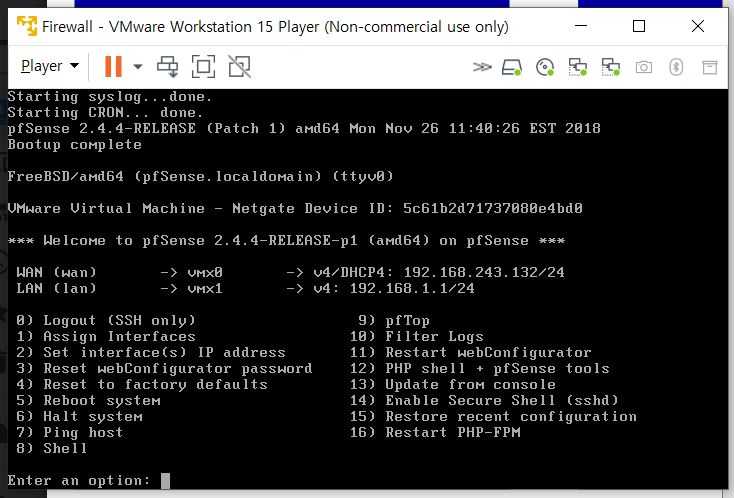 Firewall - VMware Workstation 15 Player (Non-commercial use only)
Player
Starting syslog...done.
Starting CRON... done.
pfSense 2.4.4-RELEASE (Patch 1) amd64 Mon Nov 26 11:40:26 EST 2018
Bootup complete
FreeBSD/amd64 (pfSense.localdomain) (ttyv0)
VMware Virtual Machine - Netgate Device ID: 5c61b2d71737080e4bd0
*** Welcome to pfSense 2.4.4-RELEASE-p1 (amd64) on pfSense ***
WAN (wan) -> vmx0 -> v4/DHCP4: 192.168.243.132/24
LAN (lan) -> vmx1 -> v4: 192.168.1.1/24
0) Logout (SSH only) 9) pfTop
1) Assign Interfaces 10) Filter Logs
2) Set interface(s) IP address 11) Restart webConfigurator
3) Reset webConfigurator password 12) PHP shell + pfSense tools
4) Reset to factory defaults 13) Update from console
5) Reboot system 14) Enable Secure Shell (sshd)
6) Halt system 15) Restore recent configuration
7) Ping host 16) Restart PHP-FPM
8) Shell
Enter an option: